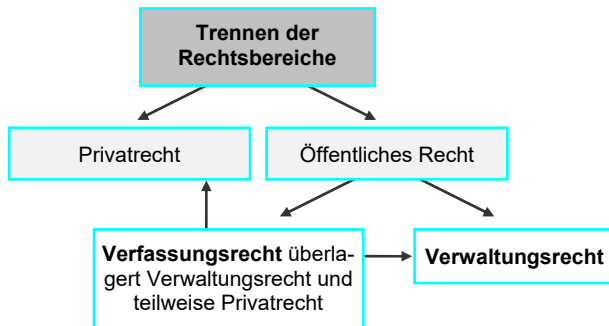 Trennen der
Rechtsbereiche
Privatrecht
Öffentliches Recht
Verfassungsrecht überla-
gert Verwaltungsrecht und
teilweise Privatrecht
Verwaltungsrecht